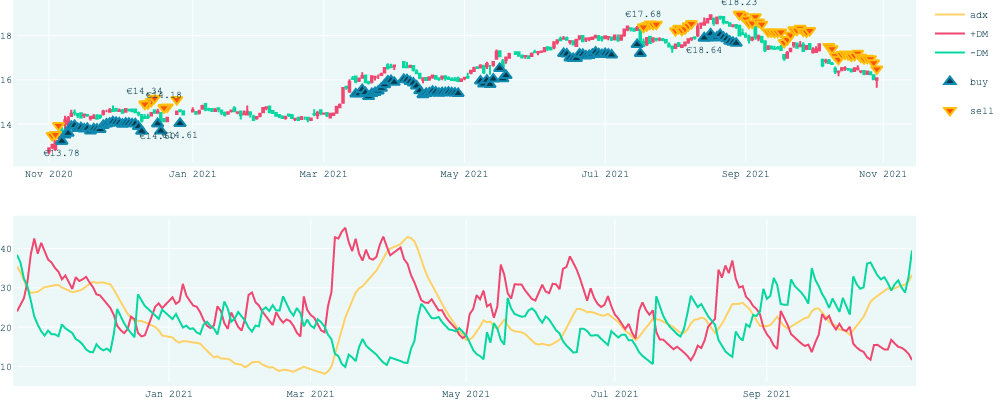 €18.23
€17.68
€18.64
18
16
€14.34
€14.18
14
€14.61
€13.78
Nov 2020
Jan 2021
Mar 2021
May 2021
Jul 2021
Sep 2021
Nov 2021
adx
+DM
−DM
buy
sell
40
30
20
10
Jan 2021
Mar 2021
May 2021
Jul 2021
Sep 2021